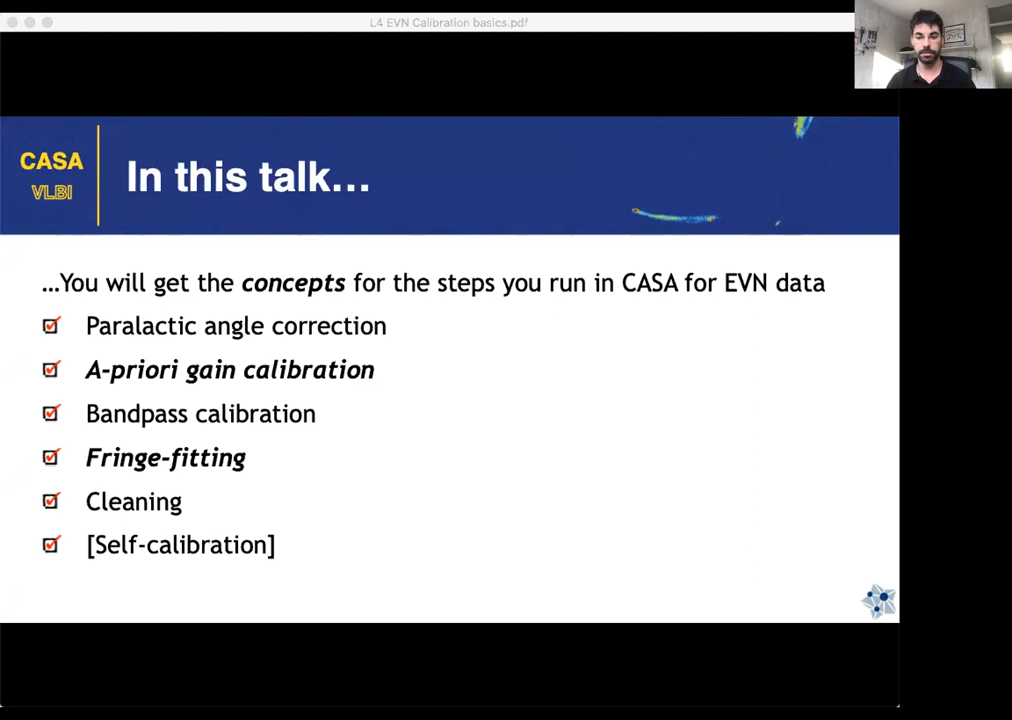 L4 EVN Calibration basics.pdf
CASA
VLBI
In this talk...
...You will get the concepts for the steps you run in CASA for EVN data
Paralactic angle correction
A-priori gain calibration
Bandpass calibration
Fringe-fitting
Cleaning
[Self-calibration]